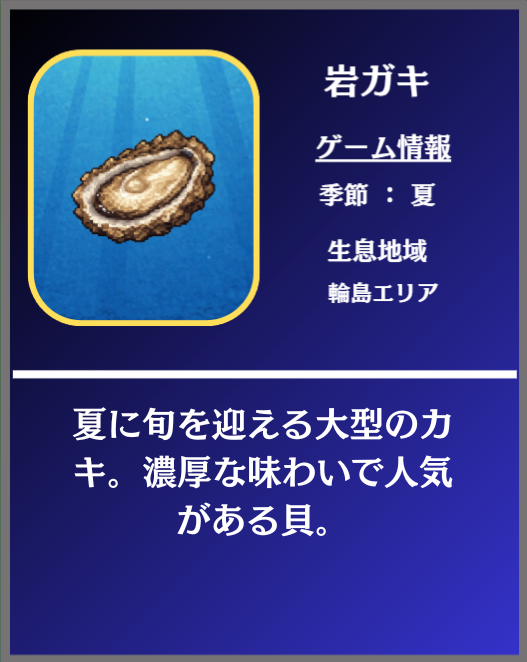 岩ガキ
ゲーム情報
季節 ： 夏
生息地域
輪島エリア
夏に旬を迎える大型のカ
キ。濃厚な味わいで人気
がある貝。